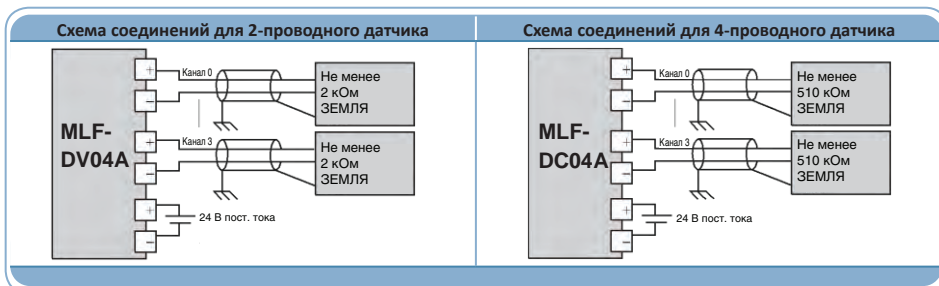 Схема соединений для 2-проводного датчика
Схема соединений для 4-проводного датчика
+
Канал 0
−
Не менее
2 кОм
ЗЕМЛЯ
MLF-
DV04A
+
Канал 3
−
Не менее
2 кОм
ЗЕМЛЯ
+
24 В пост. тока
−
+
Канал 0
−
Не менее
510 кОм
ЗЕМЛЯ
MLF-
DC04A
+
Канал 3
−
Не менее
510 кОм
ЗЕМЛЯ
+
24 В пост. тока
−